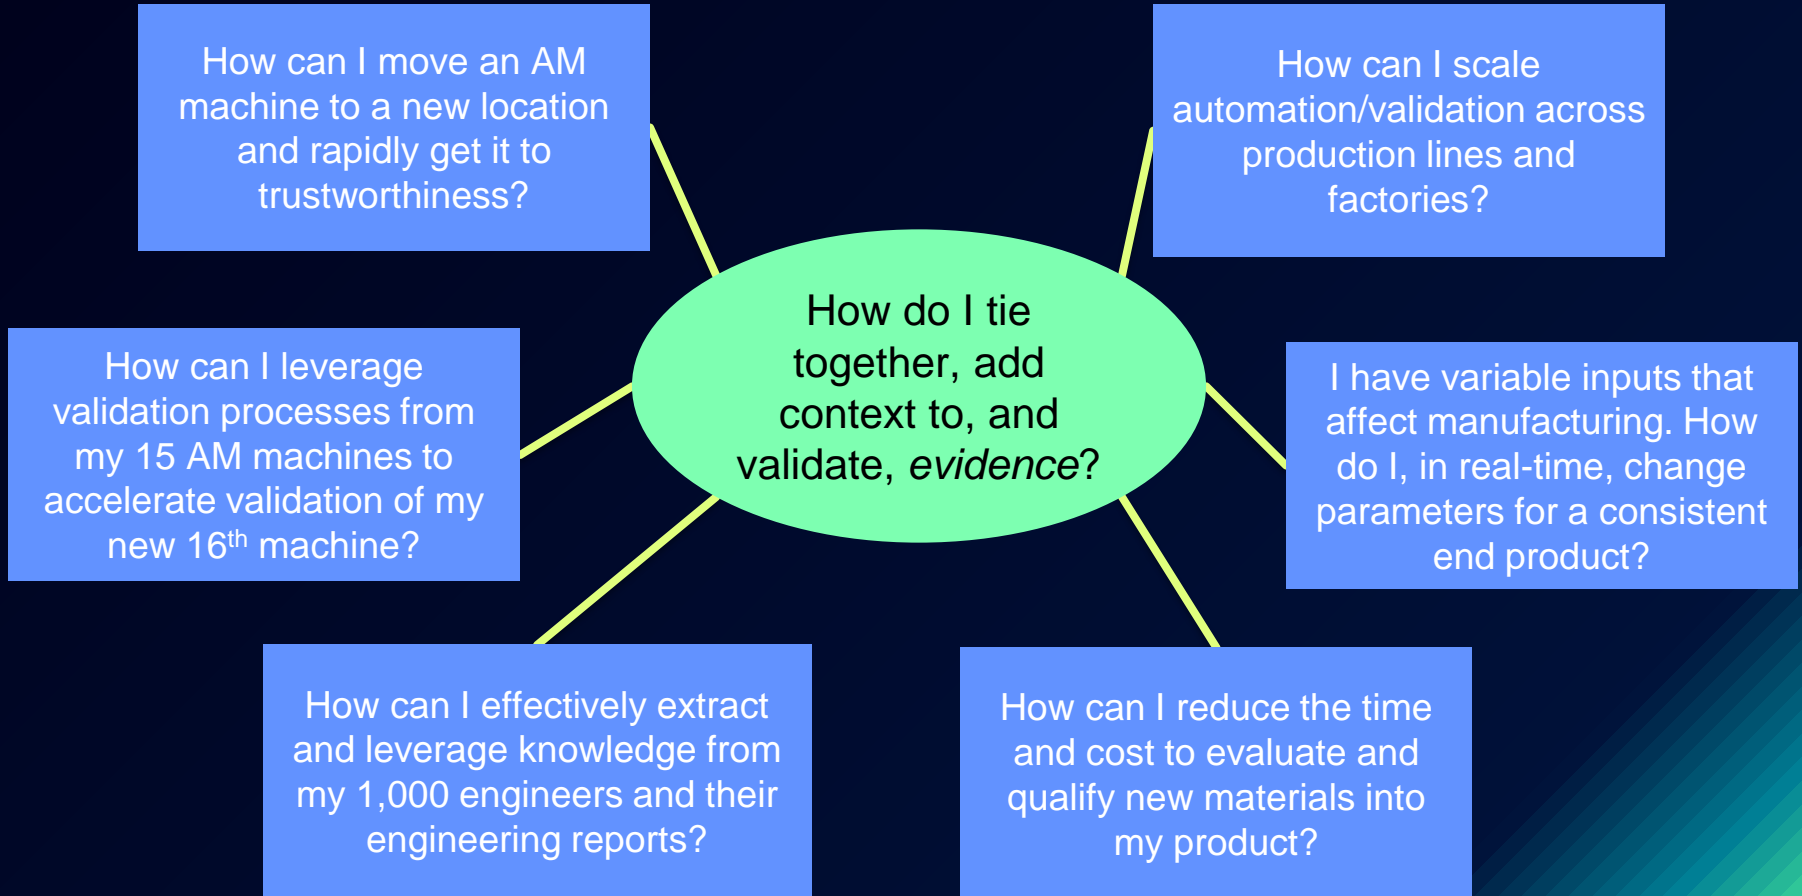 How can I move an AM
machine to a new location
and rapidly get it to
trustworthiness?
How can I scale
automation/validation across
production lines and
factories?
How do I tie
together, add
context to, and
validate, evidence?
How can I leverage
validation processes from
my 15 AM machines to
accelerate validation of my
new 16th machine?
I have variable inputs that
affect manufacturing. How
do I, in real-time, change
parameters for a consistent
end product?
How can I effectively extract
and leverage knowledge from
my 1,000 engineers and their
engineering reports?
How can I reduce the time
and cost to evaluate and
qualify new materials into
my product?